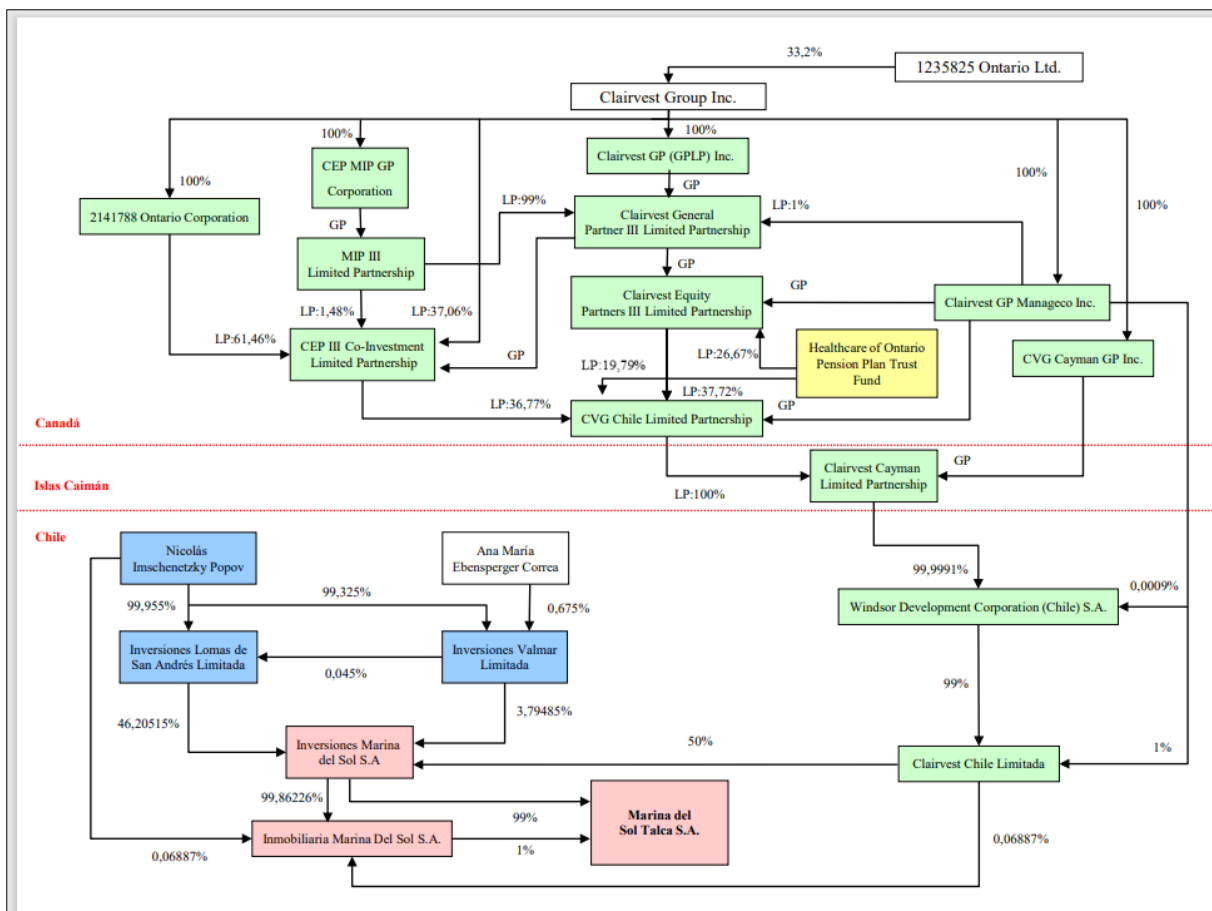 33,2%
1235825 Ontario Ltd.
Clairvest Group Inc.
100%
100%
CEP MIP GP
Corporation
Clairvest GP (GPLP) Inc.
100%
100%
100%
GP
2141788 Ontario Corporation
LP:99%
Clairvest General
Partner III Limited Partnership
LP:1%
GP
MIP III
Limited Partnership
GP
Clairvest Equity
Partners III Limited Partnership
GP
Clairvest GP Manageco Inc.
LP:1,48%
LP:37,06%
LP:61,46%
CEP III Co-Investment
Limited Partnership
GP
LP:26,67%
Healthcare of Ontario
Pension Plan Trust
Fund
CVG Cayman GP Inc.
LP:19,79%
LP:37,72%
LP:36,77%
CVG Chile Limited Partnership
GP
Canadá
Clairvest Cayman
Limited Partnership
GP
Islas Caimán
LP:100%
Chile
Nicolás
Imschenetzky Popov
Ana María
Ebensperger Correa
99,9991%
0,0009%
99,955%
99,325%
0,675%
Windsor Development Corporation (Chile) S.A.
Inversiones Lomas de
San Andrés Limitada
Inversiones Valmar
Limitada
0,045%
99%
46,20515%
3,79485%
Inversiones Marina
del Sol S.A
50%
Clairvest Chile Limitada
1%
99,86226%
99%
Marina del
Sol Talca S.A.
Inmobiliaria Marina Del Sol S.A.
1%
0,06887%
0,06887%